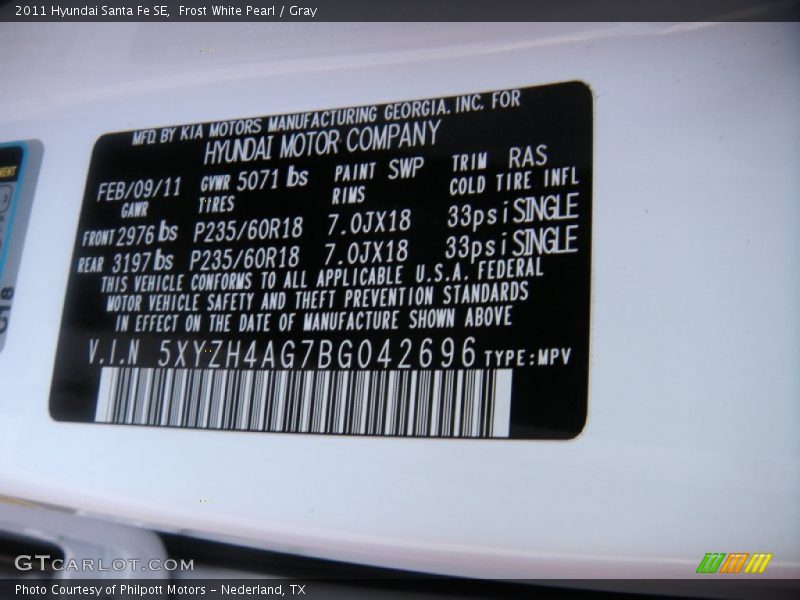 2011 Hyundai Santa Fe SE, Frost White Pearl / Gray
MFD. BY KIA MOTORS MANUFACTURING GEORGIA. INC. FOR
HYUNDAI MOTOR COMPANY
FEB/09/11 GVWR 5071 lbs PAINT SWP TRIM RAS
GAWR TIRES RIMS COLD TIRE INFL
FRONT 2976 lbs P235/60R18 7.0JX18 33psi SINGLE
REAR 3197 lbs P235/60R18 7.0JX18 33psi SINGLE
THIS VEHICLE CONFORMS TO ALL APPLICABLE U.S.A. FEDERAL
MOTOR VEHICLE SAFETY AND THEFT PREVENTION STANDARDS
IN EFFECT ON THE DATE OF MANUFACTURE SHOWN ABOVE
V.I.N 5XYZH4AG7BG042696 TYPE:MPV
C18
GTCARLOT.COM
Photo Courtesy of Philpott Motors - Nederland, TX